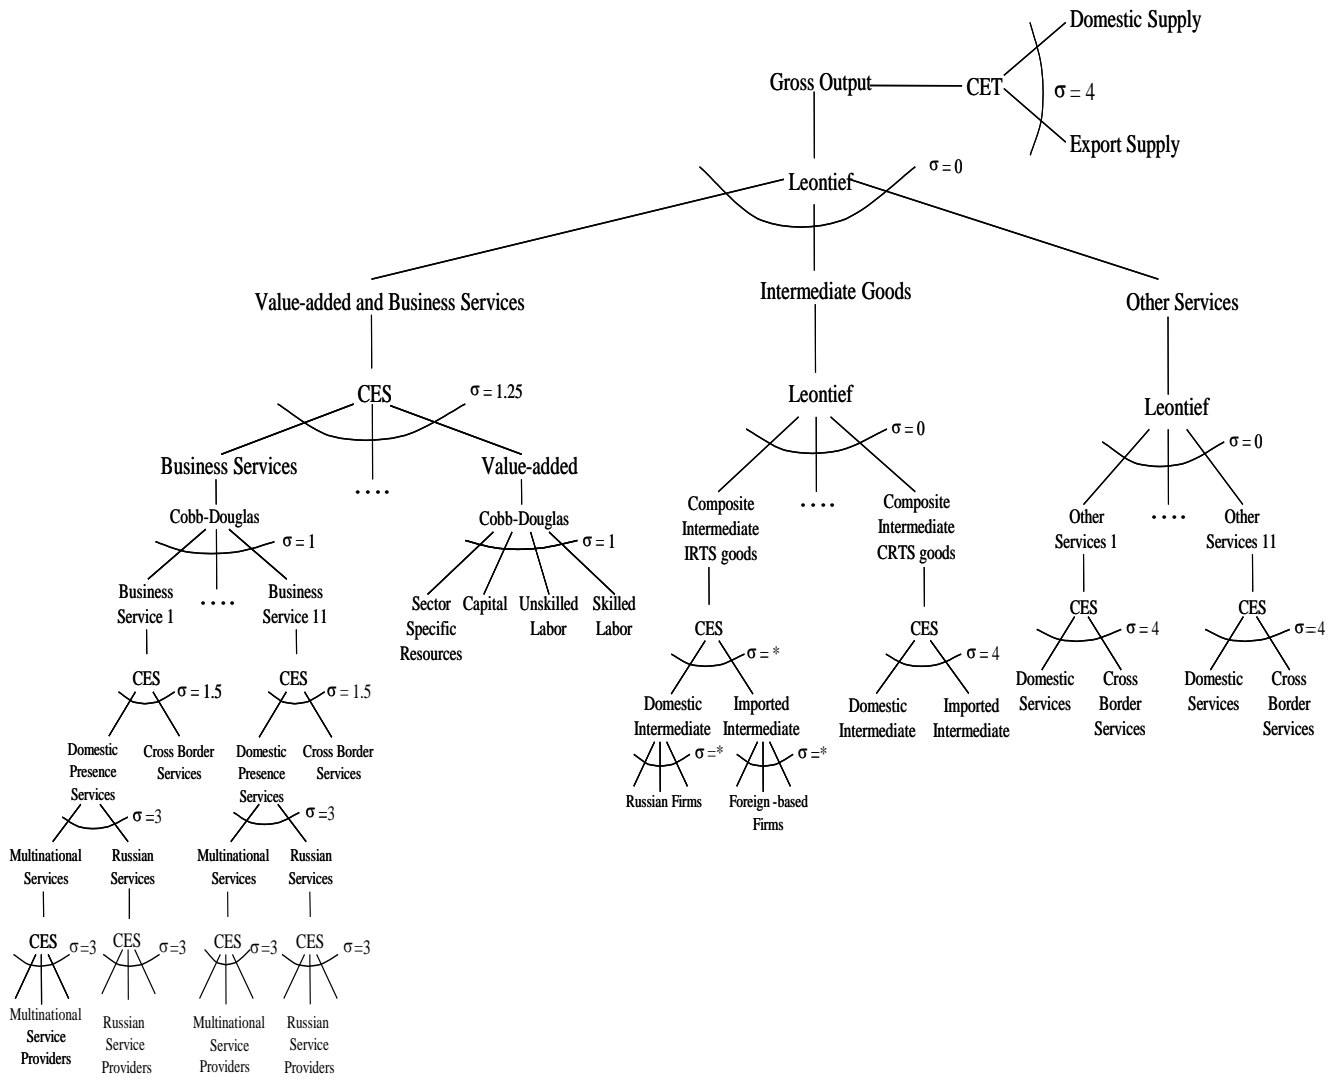 Domestic Supply
Gross Output
CET
σ = 4
Export Supply
Leontief
σ = 0
Value-added and Business Services
Intermediate Goods
Other Services
CES
σ = 1.25
Leontief
σ = 0
Leontief
σ = 0
Business Services
....
Value-added
Cobb-Douglas
σ = 1
Cobb-Douglas
σ = 1
Composite
Intermediate
IRTS goods
....
Composite
Intermediate
CRTS goods
Other
Services 1
....
Other
Services 11
Business
Service 1
....
Business
Service 11
Sector
Specific
Resources
Capital
Unskilled
Labor
Skilled
Labor
CES
σ = *
CES
σ = 4
CES
σ = 4
CES
σ = 4
CES
σ = 1.5
CES
σ = 1.5
Domestic
Intermediate
Imported
Intermediate
Domestic
Intermediate
Imported
Intermediate
Domestic
Services
Cross
Border
Services
Domestic
Services
Cross
Border
Services
Domestic
Presence
Services
Cross Border
Services
Domestic
Presence
Services
Cross Border
Services
σ =*
σ =*
Russian Firms
Foreign -based
Firms
σ =3
σ =3
Multinational
Services
Russian
Services
Multinational
Services
Russian
Services
CES
σ =3
CES
σ =3
CES
σ =3
CES
σ =3
Multinational
Service
Providers
Russian
Service
Providers
Multinational
Service
Providers
Russian
Service
Providers